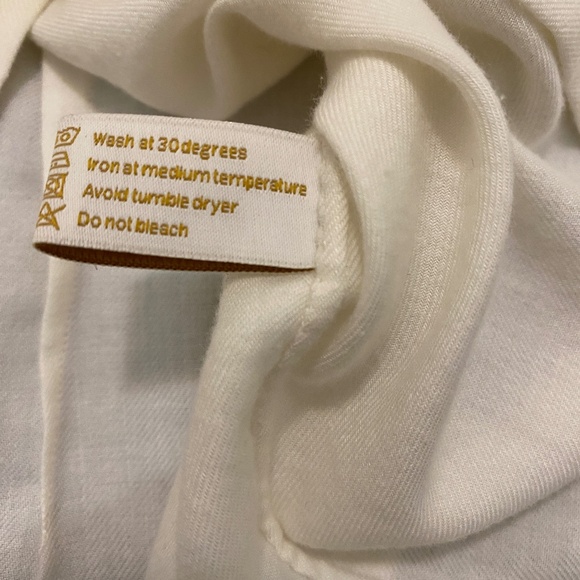 Wash at 30 degrees
Iron at medium temperature
Avoid tumble dryer
Do not bleach